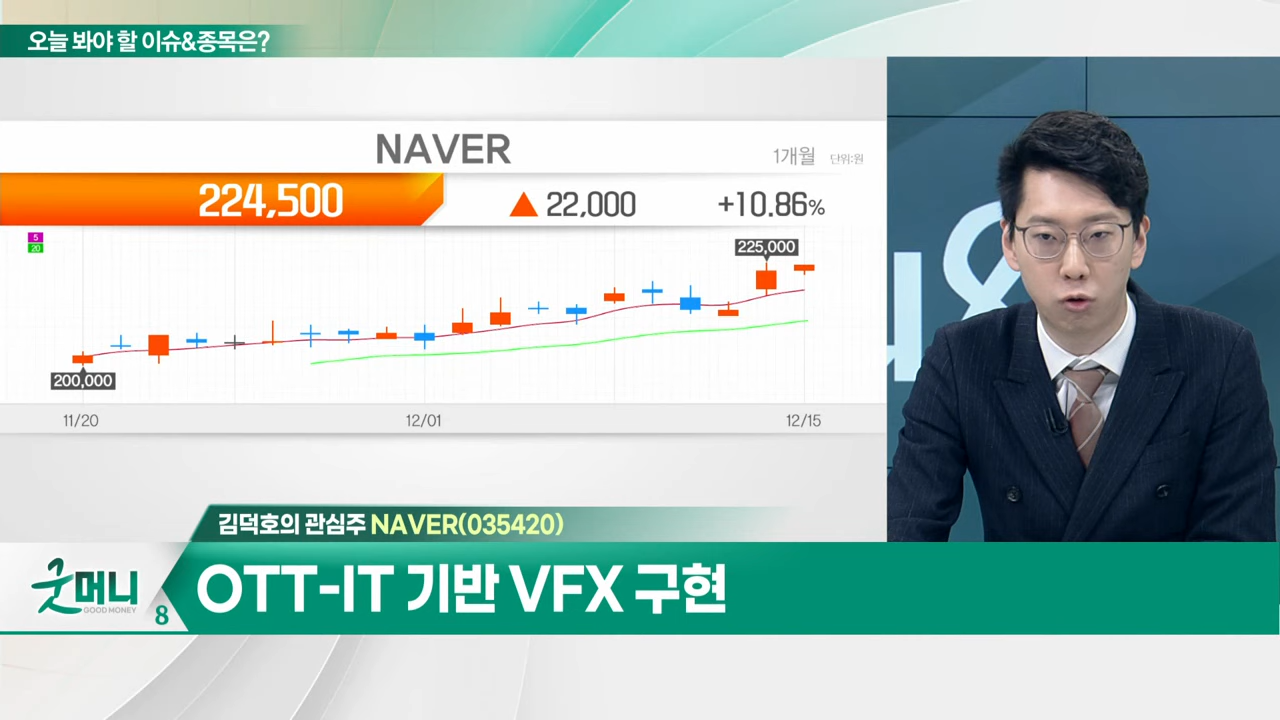 오늘 봐야 할 이슈&종목은?
NAVER
1개월 단위:원
224,500 ▲ 22,000 +10.86%
5
20
225,000
200,000
11/20 12/01 12/15
김덕호의 관심주 NAVER(035420)
굿머니
GOOD MONEY
8
OTT-IT 기반 VFX 구현